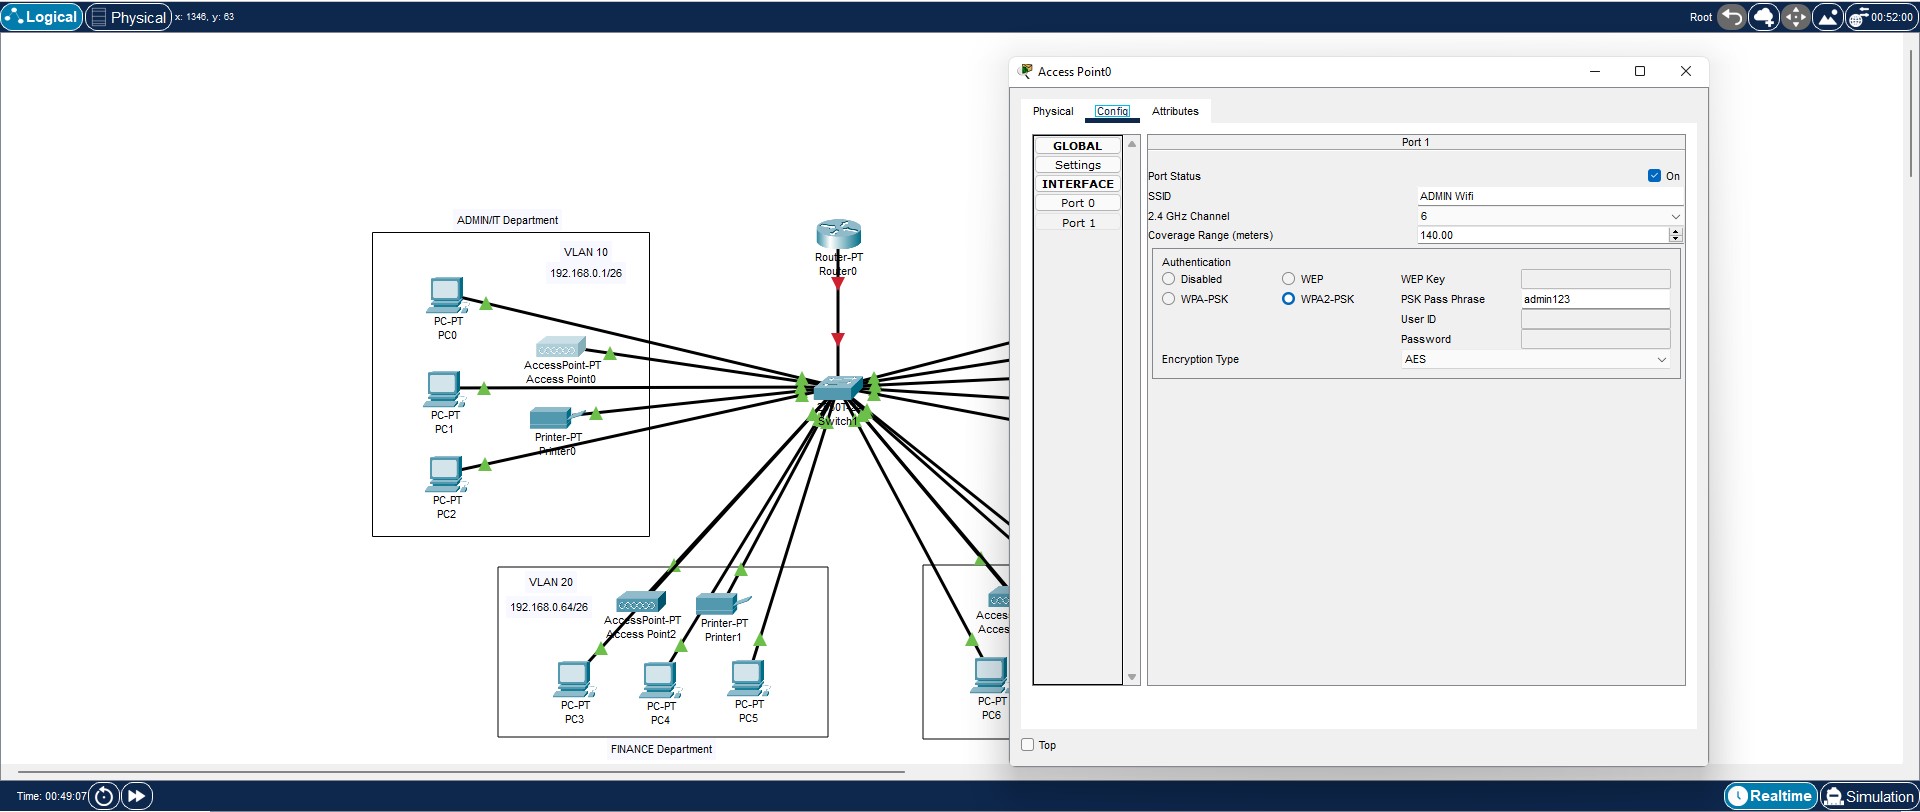 Logical
Physical
x: 1346, y: 63
Root
00:52:00
ADMIN/IT Department
VLAN 10
192.168.0.1/26
PC-PT
PC0
AccessPoint-PT
Access Point0
PC-PT
PC1
Printer-PT
Printer0
PC-PT
PC2
Router-PT
Router0
Switch1
VLAN 20
192.168.0.64/26
AccessPoint-PT
Access Point2
Printer-PT
Printer1
PC-PT
PC3
PC-PT
PC4
PC-PT
PC5
FINANCE Department
Acces
Acces
PC-PT
PC6
Access Point0
Physical
Config
Attributes
GLOBAL
Settings
INTERFACE
Port 0
Port 1
Port 1
Port Status
On
SSID
ADMIN Wifi
2.4 GHz Channel
6
Coverage Range (meters)
140.00
Authentication
Disabled
WEP
WEP Key
WPA-PSK
WPA2-PSK
PSK Pass Phrase
admin123
User ID
Password
Encryption Type
AES
Top
Time: 00:49:07
Realtime
Simulation